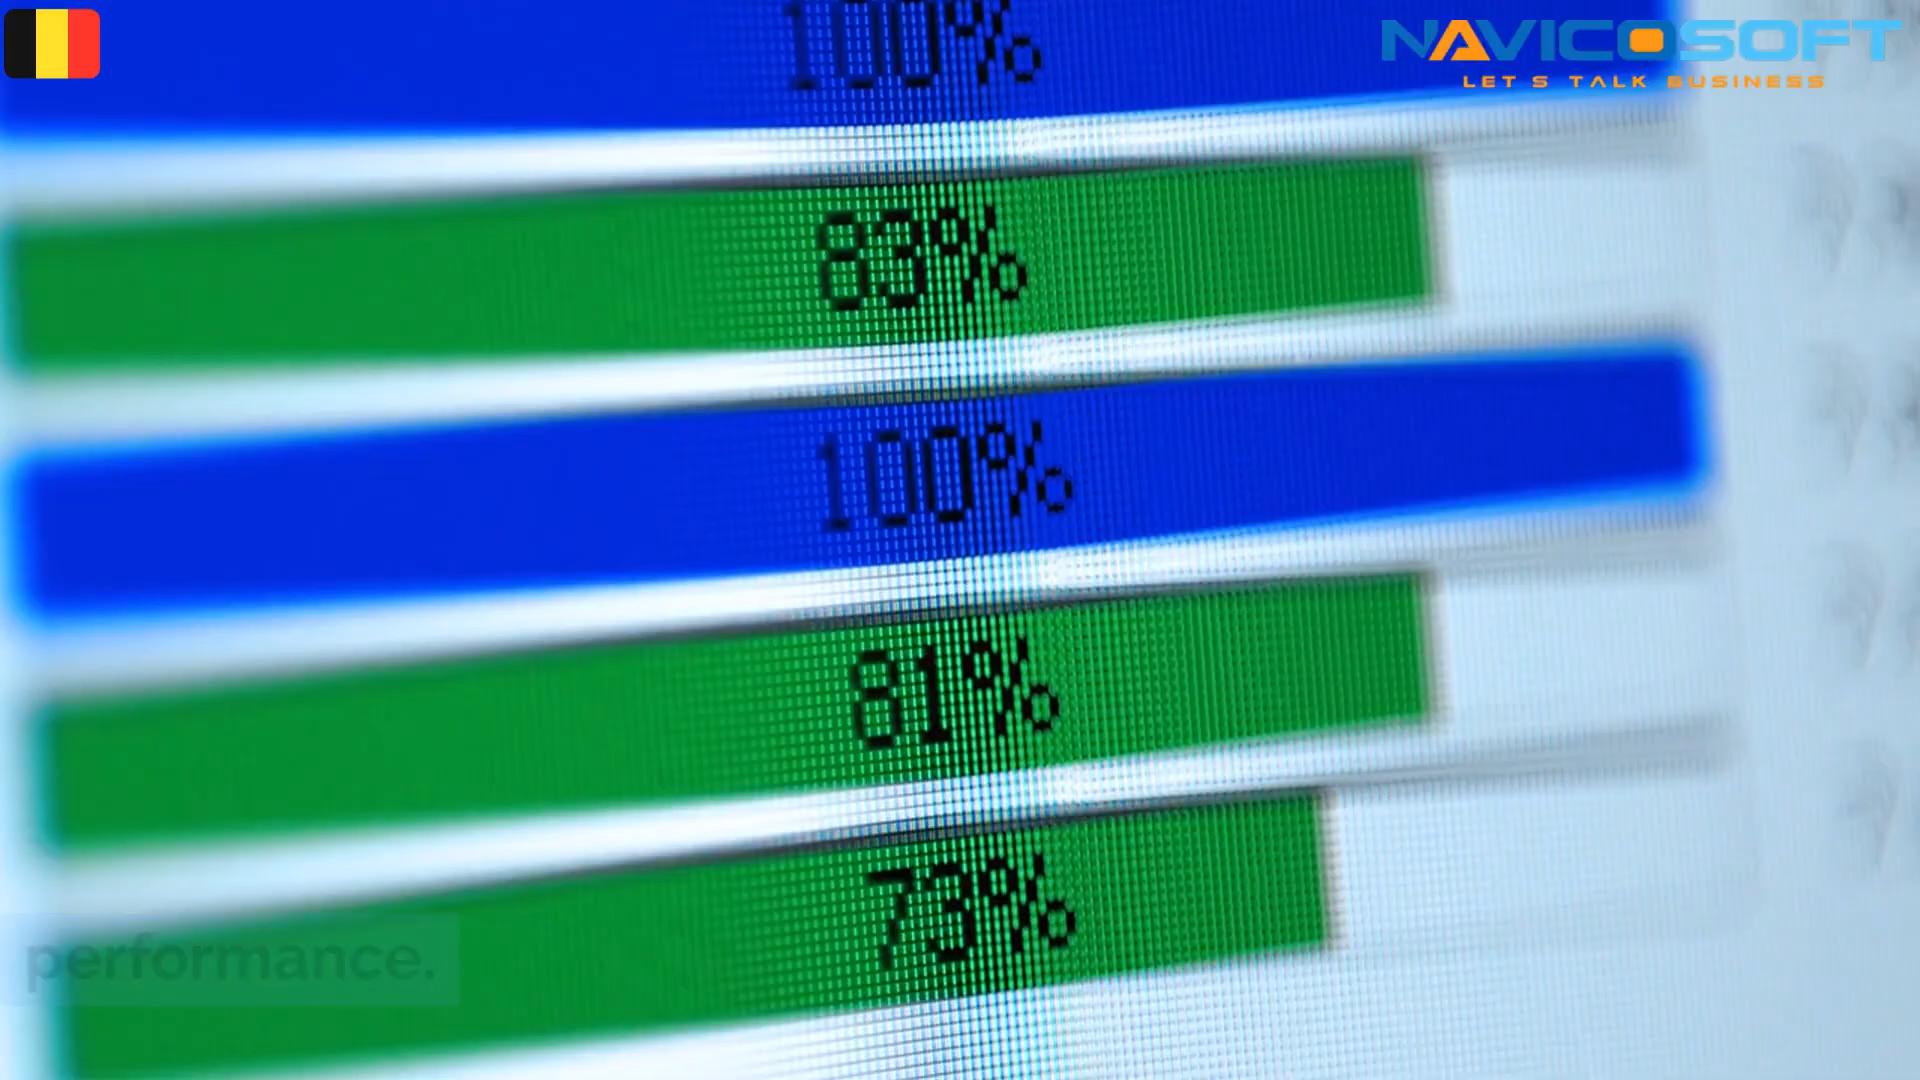 100%
NAVICOSOFT
LET'S TALK BUSINESS
83%
100%
81%
73%
performance.